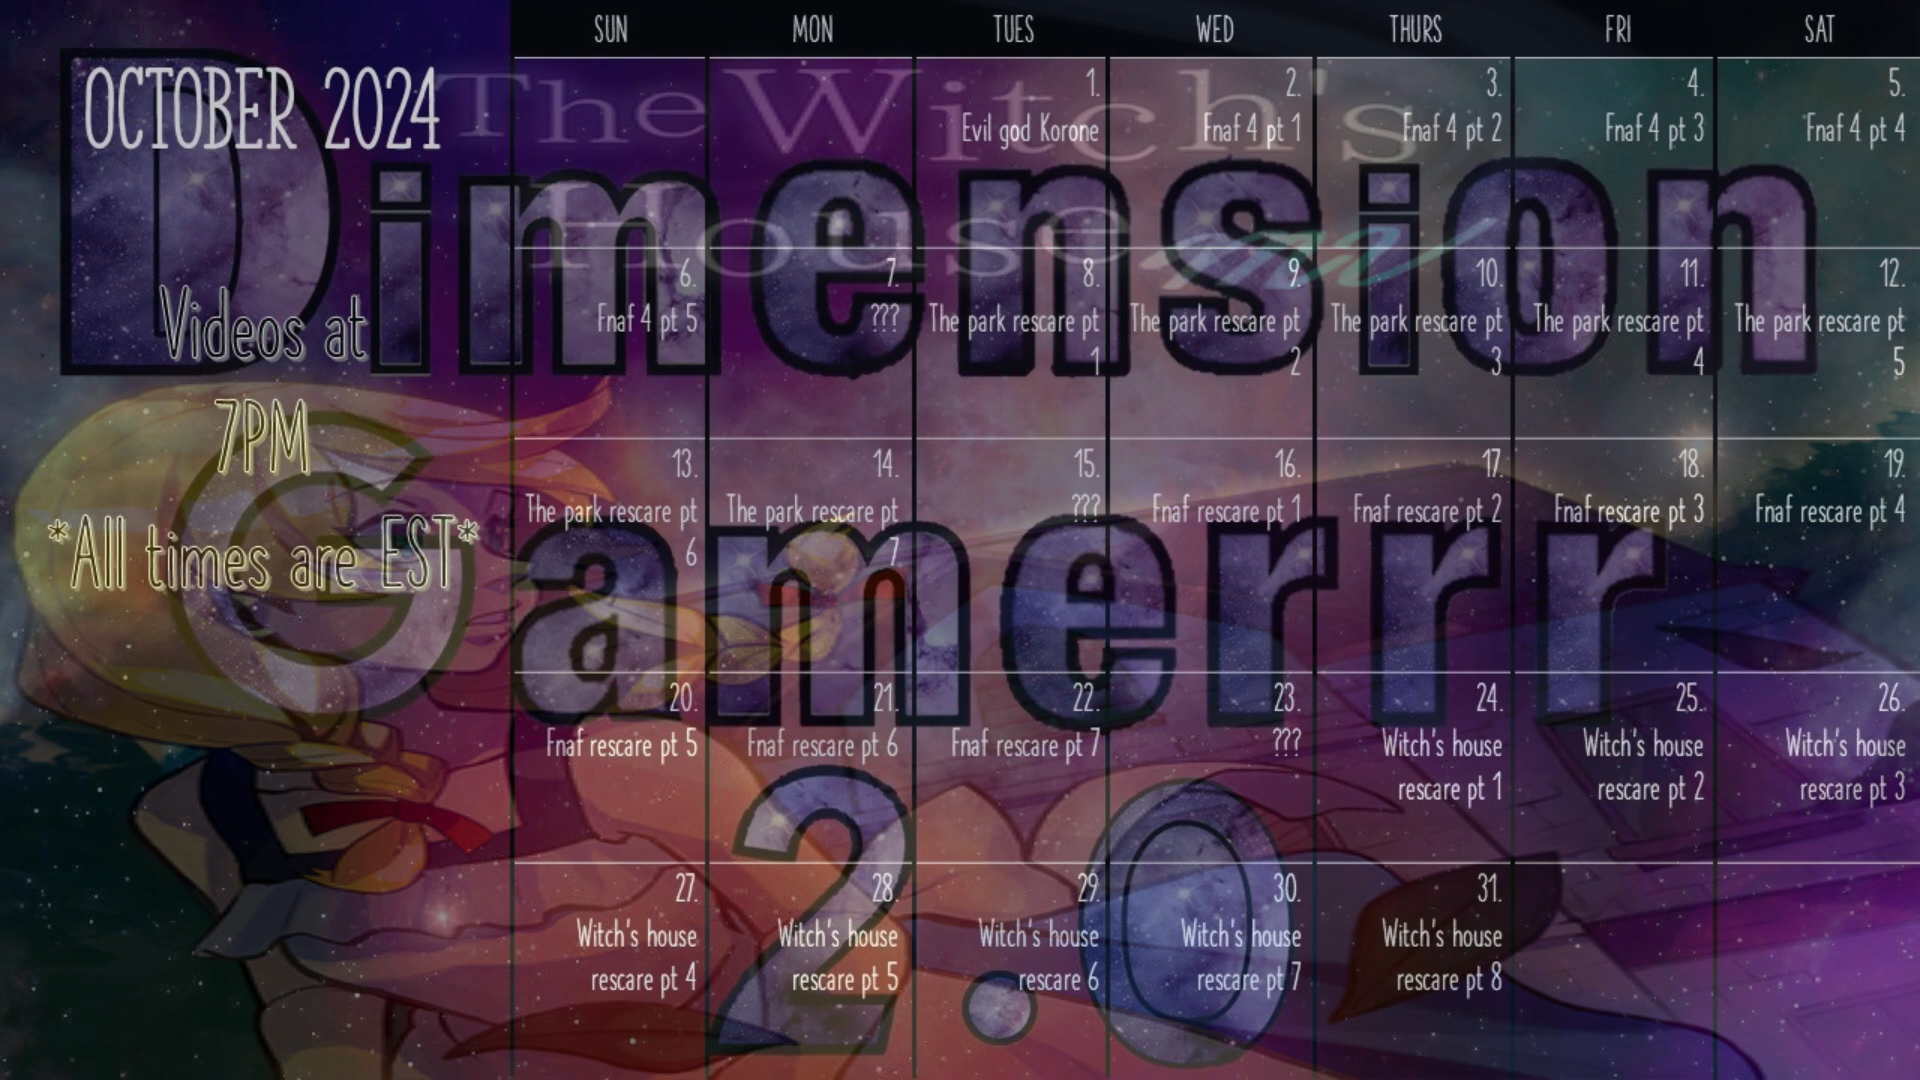 SUN MON TUES WED THURS FRI SAT
OCTOBER 2024
The Witch's
House MV
Dimension
Gamerrr
2.0
Videos at
7PM
*All times are EST*
1. 2. 3. 4. 5.
Evil god Korone Fnaf 4 pt 1 Fnaf 4 pt 2 Fnaf 4 pt 3 Fnaf 4 pt 4
6. 7. 8. 9. 10. 11. 12.
Fnaf 4 pt 5 ??? The park rescare pt The park rescare pt The park rescare pt The park rescare pt The park rescare pt
1 2 3 4 5
13. 14. 15. 16. 17. 18. 19.
The park rescare pt The park rescare pt ??? Fnaf rescare pt 1 Fnaf rescare pt 2 Fnaf rescare pt 3 Fnaf rescare pt 4
6 7
20. 21. 22. 23. 24. 25. 26.
Fnaf rescare pt 5 Fnaf rescare pt 6 Fnaf rescare pt 7 ??? Witch's house Witch's house Witch's house
rescare pt 1 rescare pt 2 rescare pt 3
27. 28. 29. 30. 31.
Witch's house Witch's house Witch's house Witch's house Witch's house
rescare pt 4 rescare pt 5 rescare 6 rescare pt 7 rescare pt 8